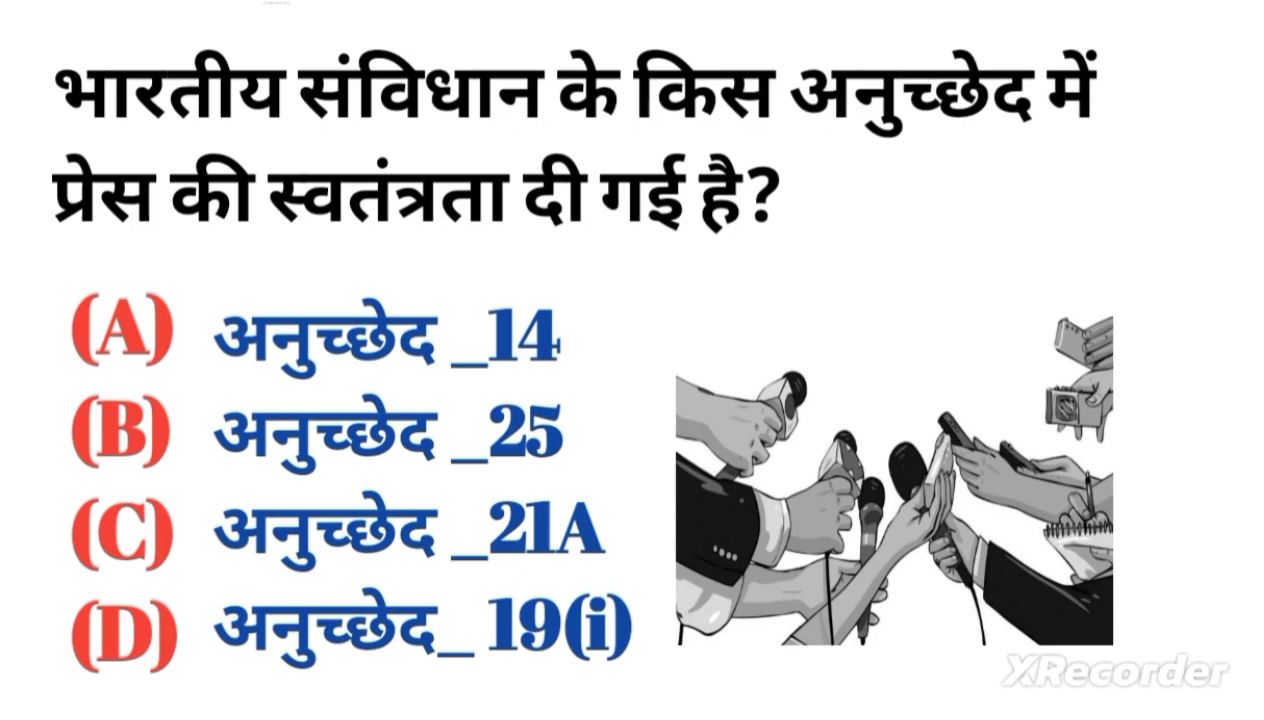 भारतीय संविधान के किस अनुच्छेद में
प्रेस की स्वतंत्रता दी गई है?
(A) अनुच्छेद _14
(B) अनुच्छेद _25
(C) अनुच्छेद _21A
(D) अनुच्छेद_ 19(i)
XRecorder